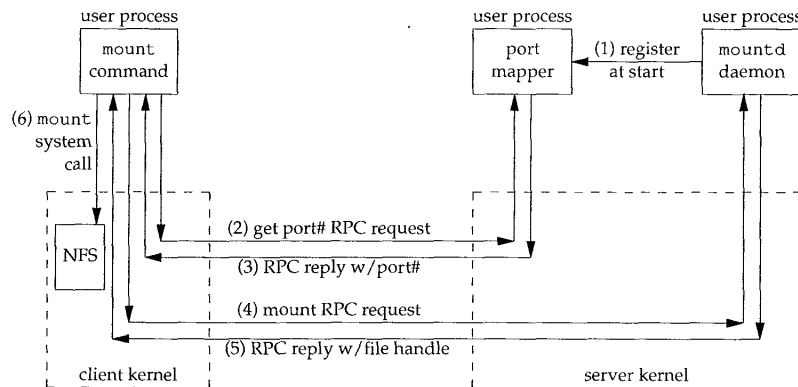 user process
user process
user process
mount
command
port
mapper
(1) register
at start
mountd
daemon
(6) mount
system
call
NFS
(2) get port# RPC request
(3) RPC reply w/port#
(4) mount RPC request
(5) RPC reply w/file handle
client kernel
server kernel